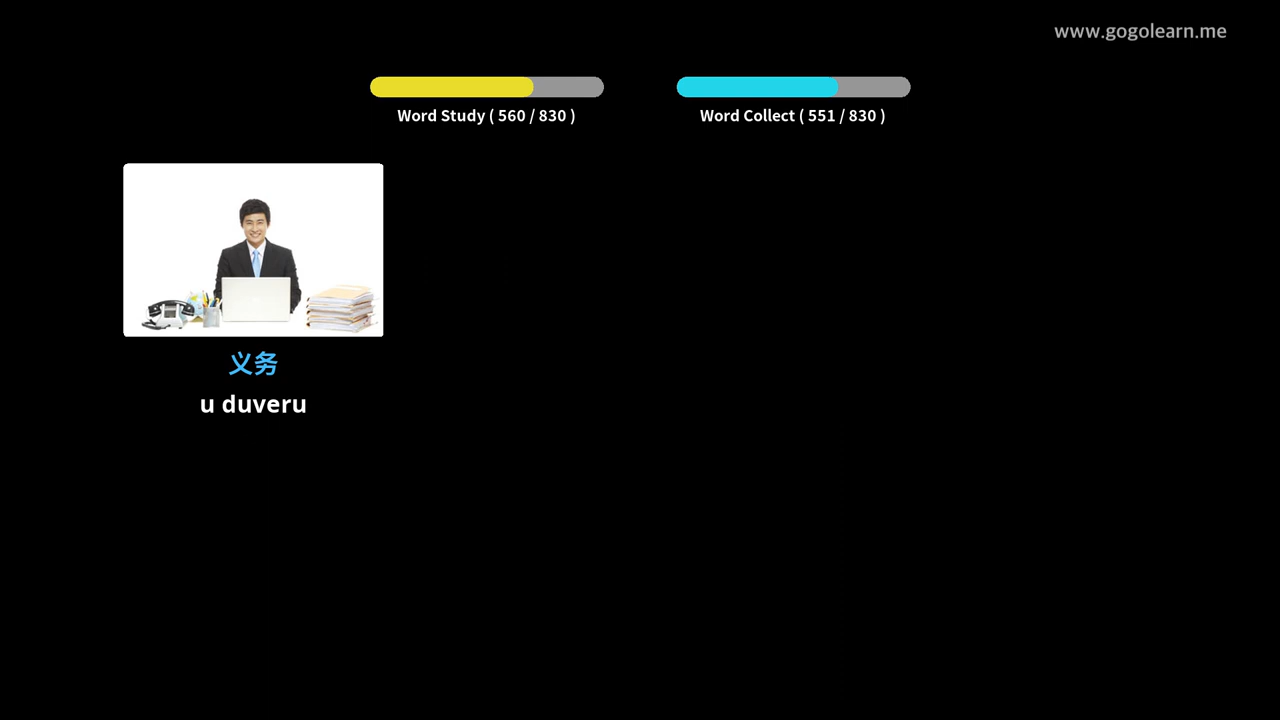 www.gogolearn.me
Word Study ( 560 / 830 )
Word Collect ( 551 / 830 )
义务
u duveru